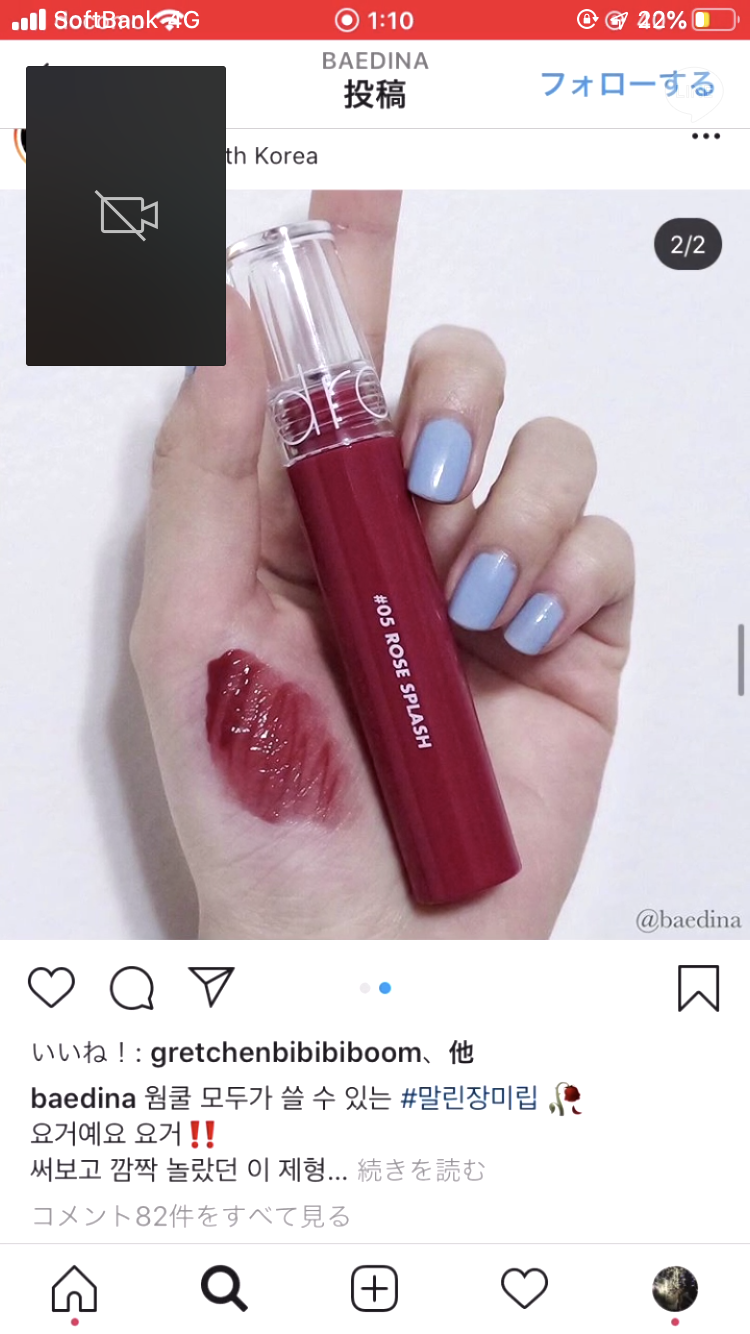 SoftBank 4G
1:10
BAEDINA
投稿
フォローする
th Korea
2/2
#05 ROSE SPLASH
@baedina
いいね！: gretchenbibibiboom、他
baedina 웜쿨 모두가 쓸 수 있는 #말린장미립 🥀
요거예요 요거‼️
써보고 깜짝 놀랐던 이 제형... 続きを読む
コメント82件をすべて見る